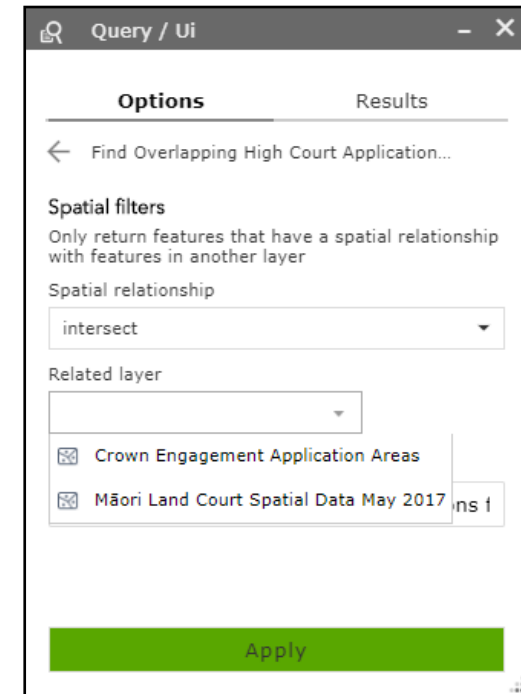 Query / Ui
Options Results
Find Overlapping High Court Application...
Spatial filters
Only return features that have a spatial relationship
with features in another layer
Spatial relationship
intersect
Related layer
Crown Engagement Application Areas
Māori Land Court Spatial Data May 2017
Apply